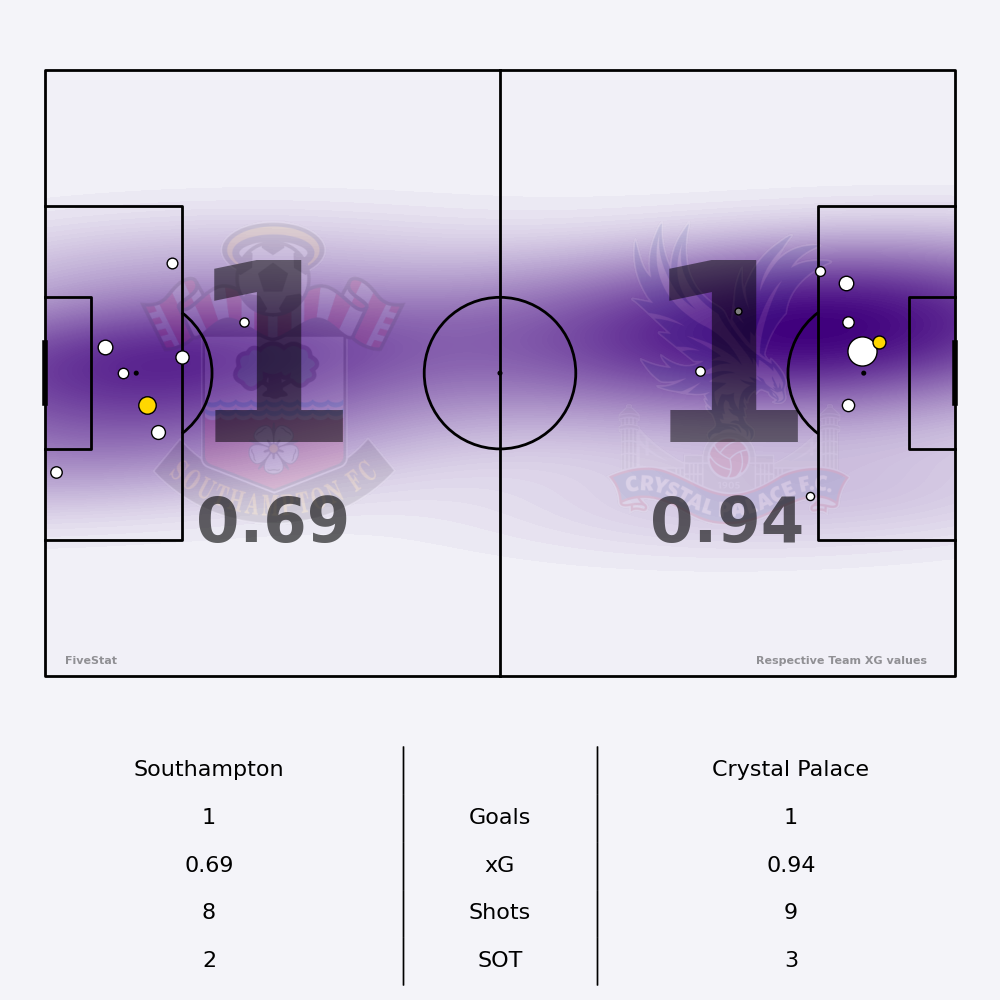 1 1
SOUTHAMPTON FC
CRYSTAL PALACE F.C.
0.69 0.94
FiveStat Respective Team XG values
Southampton Crystal Palace
1 Goals 1
0.69 xG 0.94
8 Shots 9
2 SOT 3